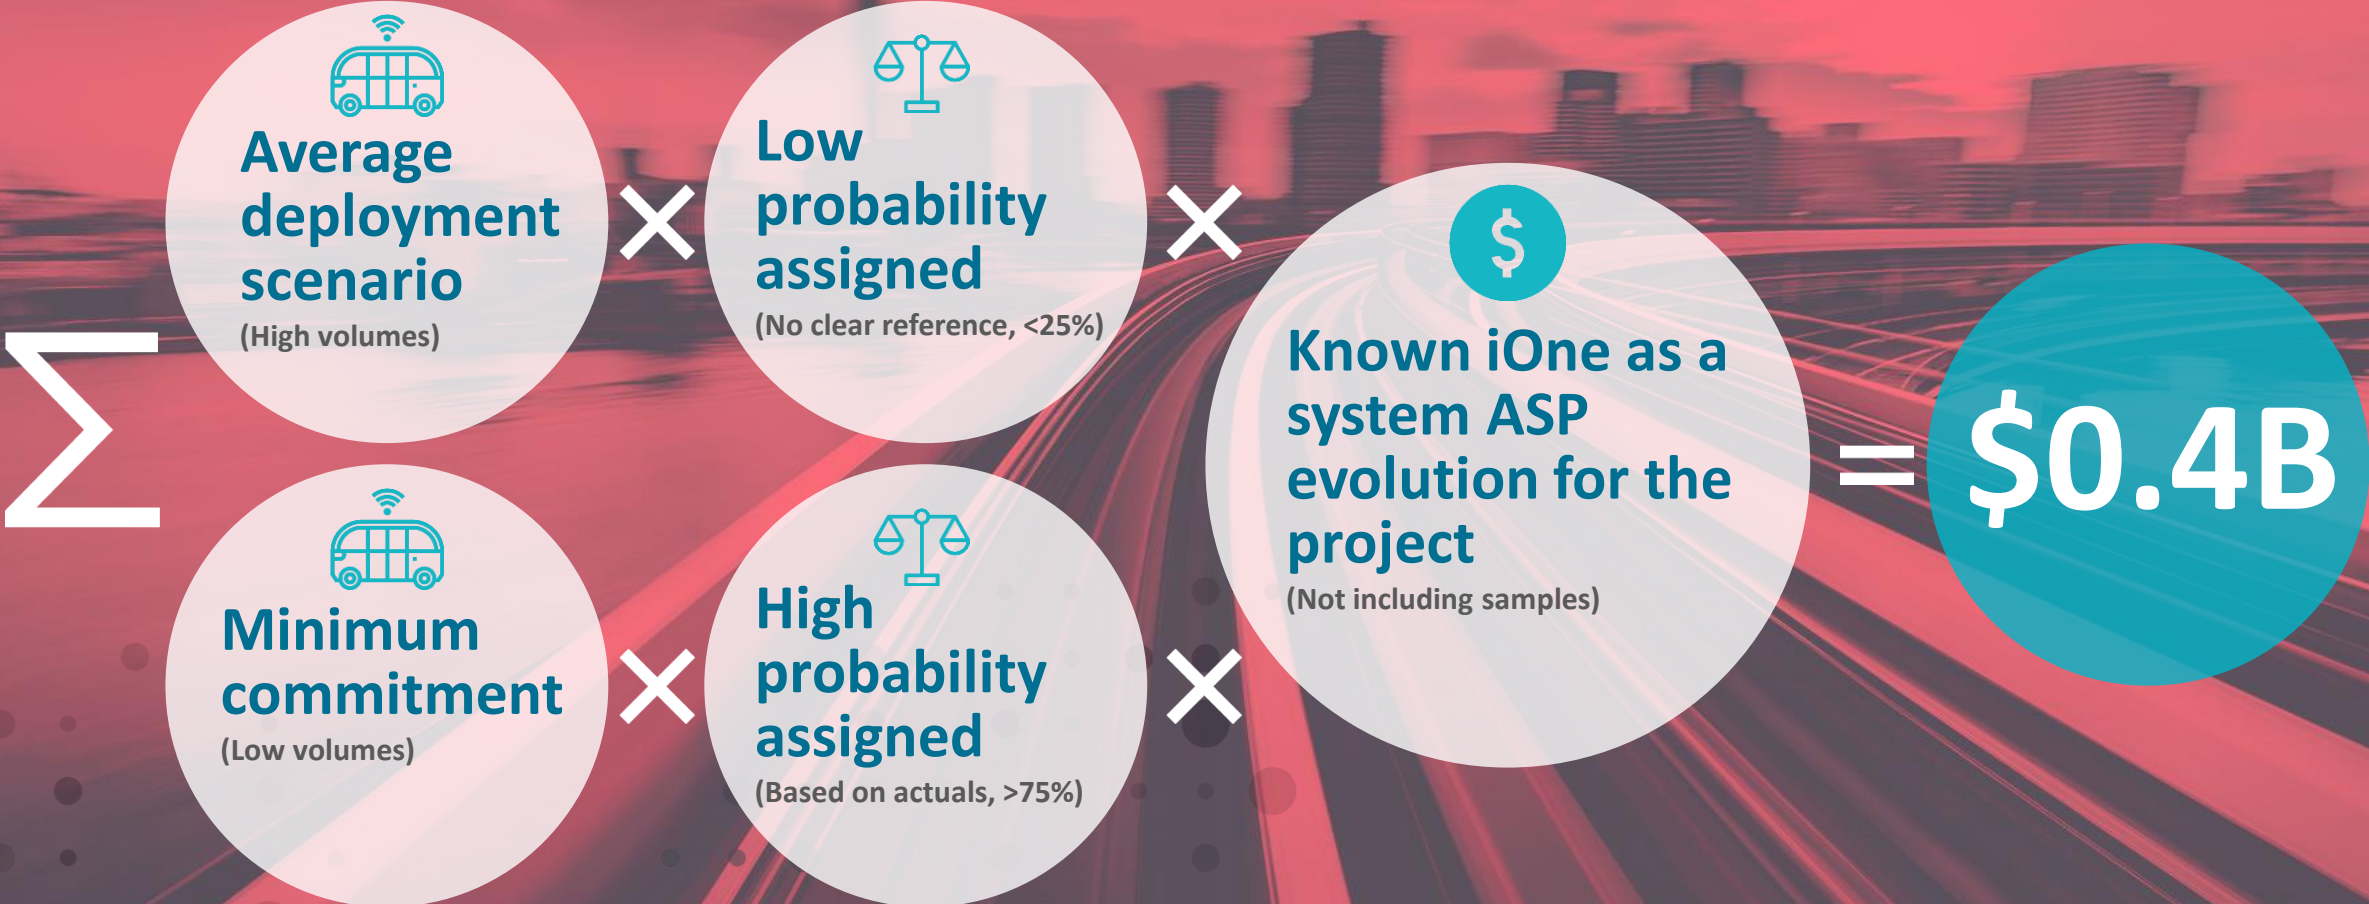 ∑
Average
deployment
scenario
(High volumes)
×
Low
probability
assigned
(No clear reference, <25%)
×
Minimum
commitment
(Low volumes)
×
High
probability
assigned
(Based on actuals, >75%)
×
$
Known iOne as a
system ASP
evolution for the
project
(Not including samples)
=
$0.4B